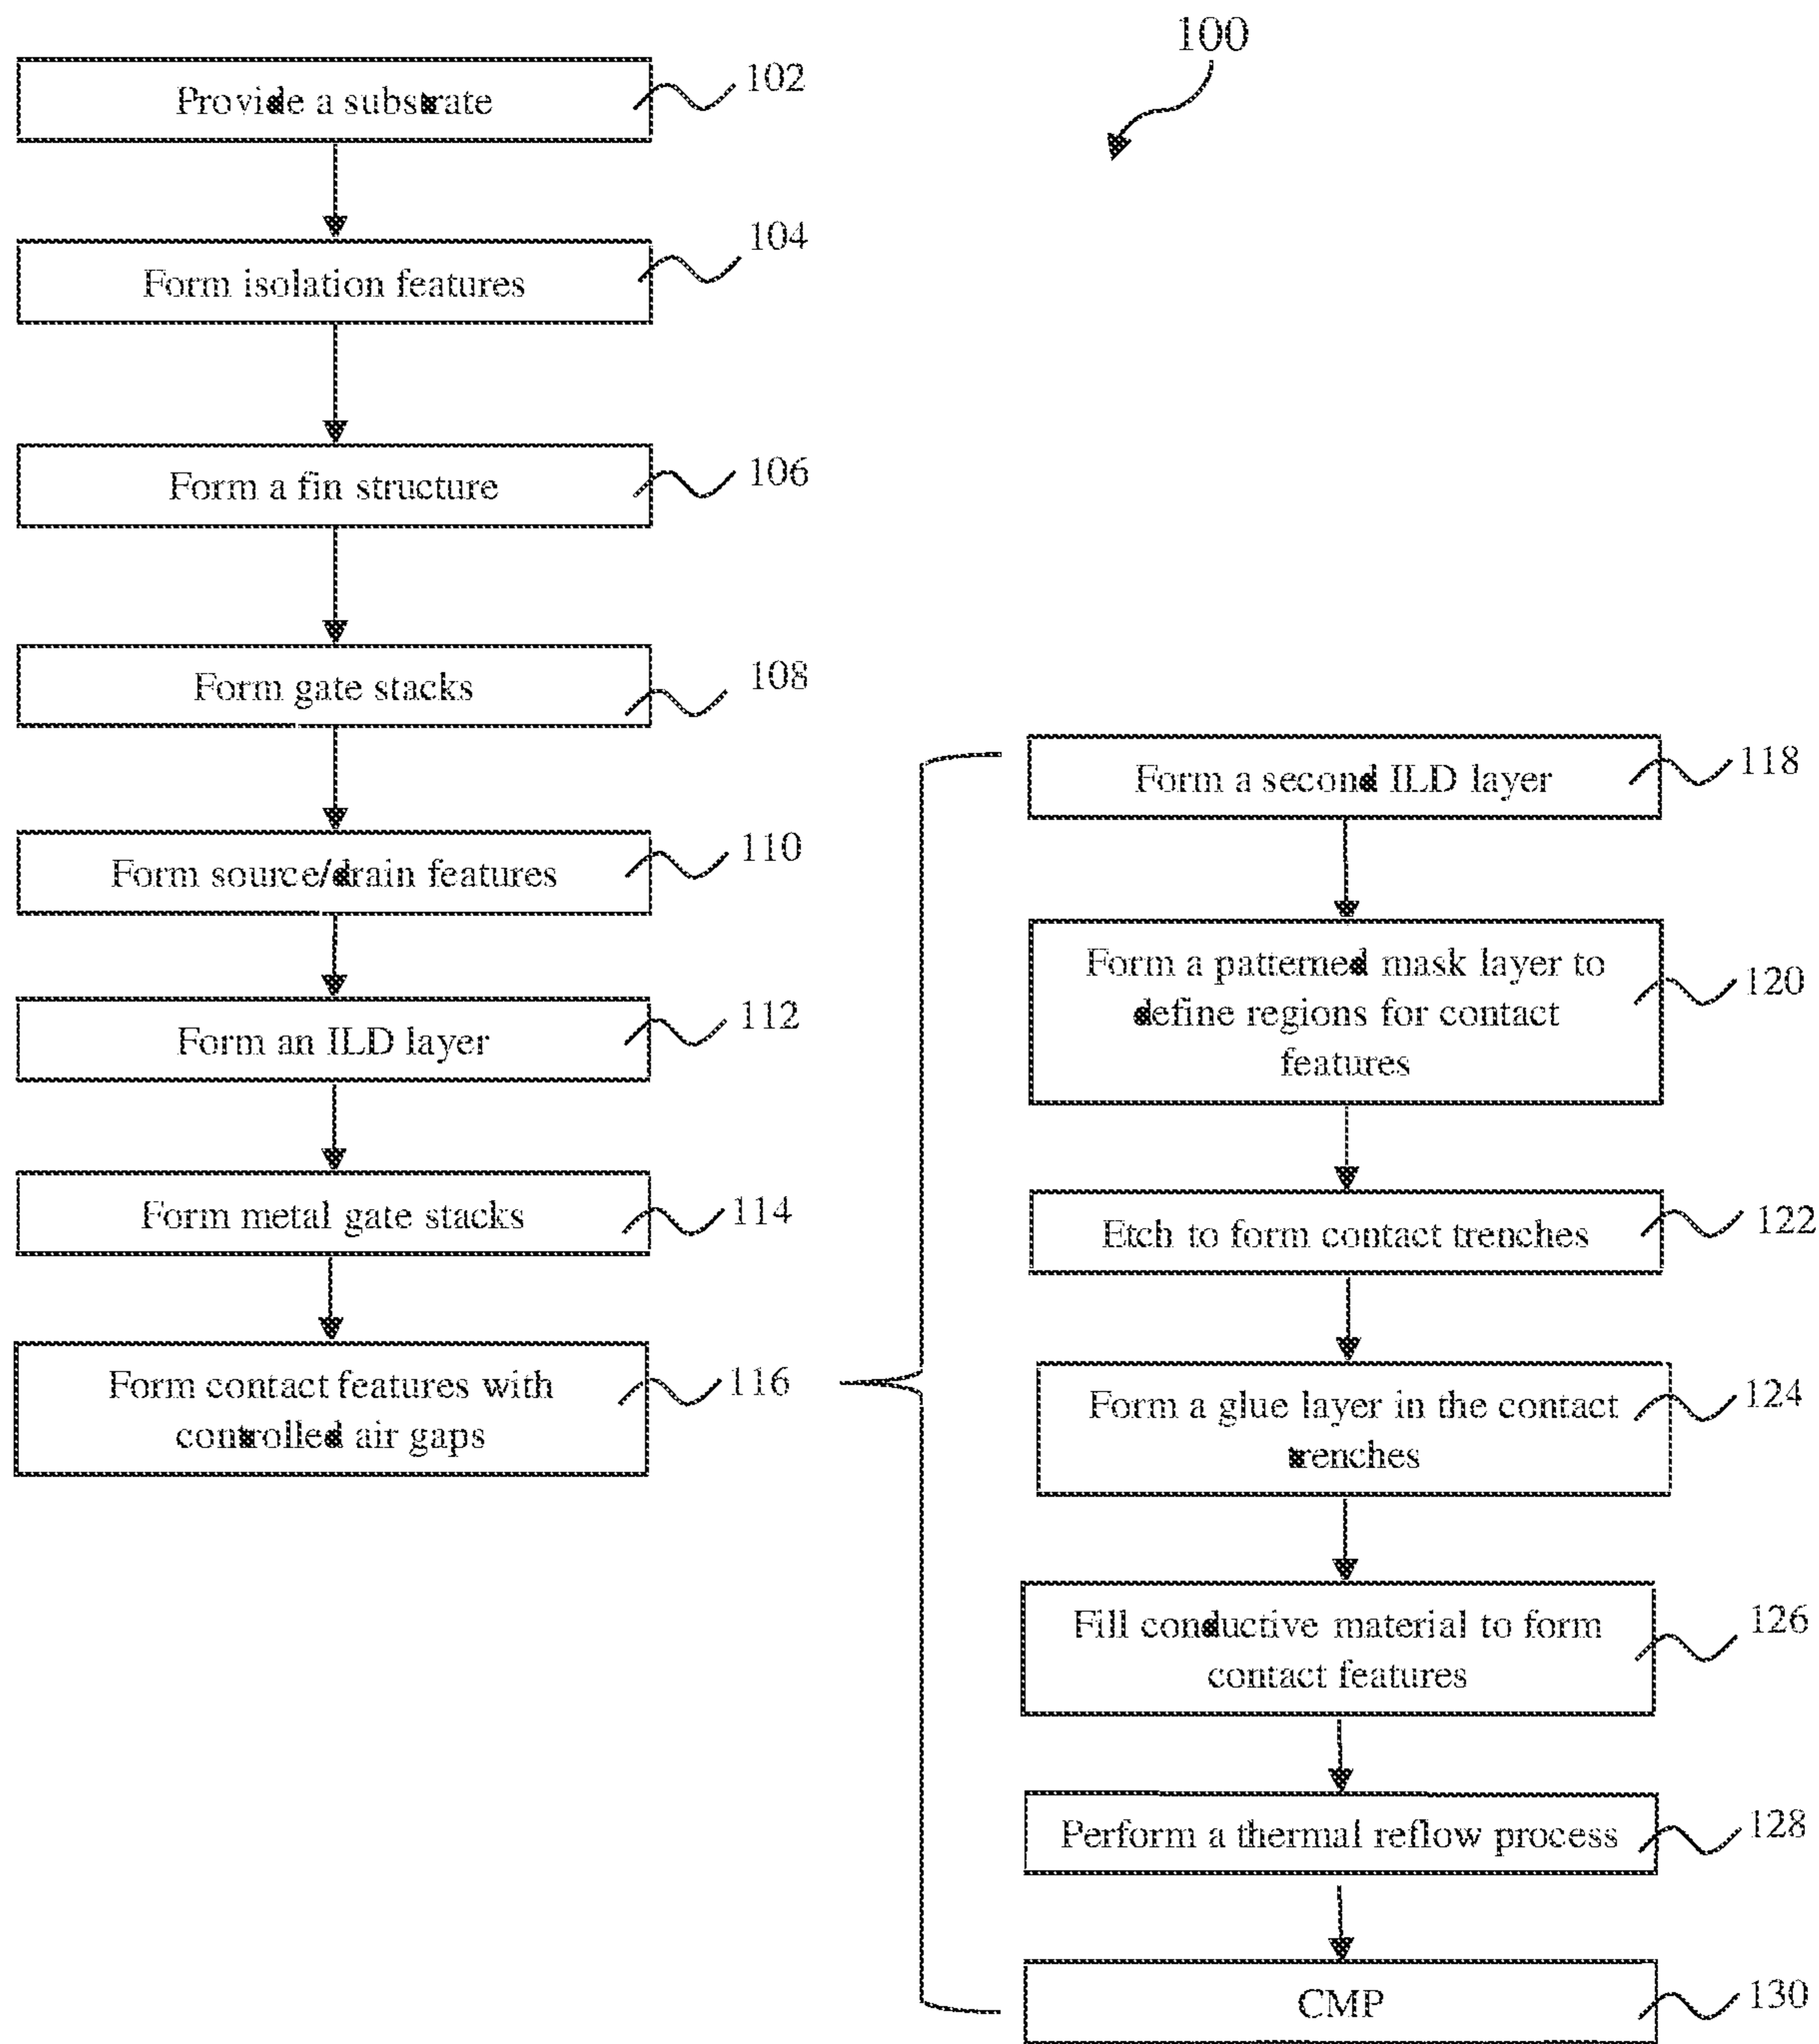 100
Provide a substrate
102
Form isolation features
104
Form a fin structure
106
Form gate stacks
108
Form source/drain features
110
Form an ILD layer
112
Form metal gate stacks
114
Form contact features with
controlled air gaps
116
Form a second ILD layer
118
Form a patterned mask layer to
define regions for contact
features
120
Etch to form contact trenches
122
Form a glue layer in the contact
trenches
124
Fill conductive material to form
contact features
126
Perform a thermal reflow process
128
CMP
130